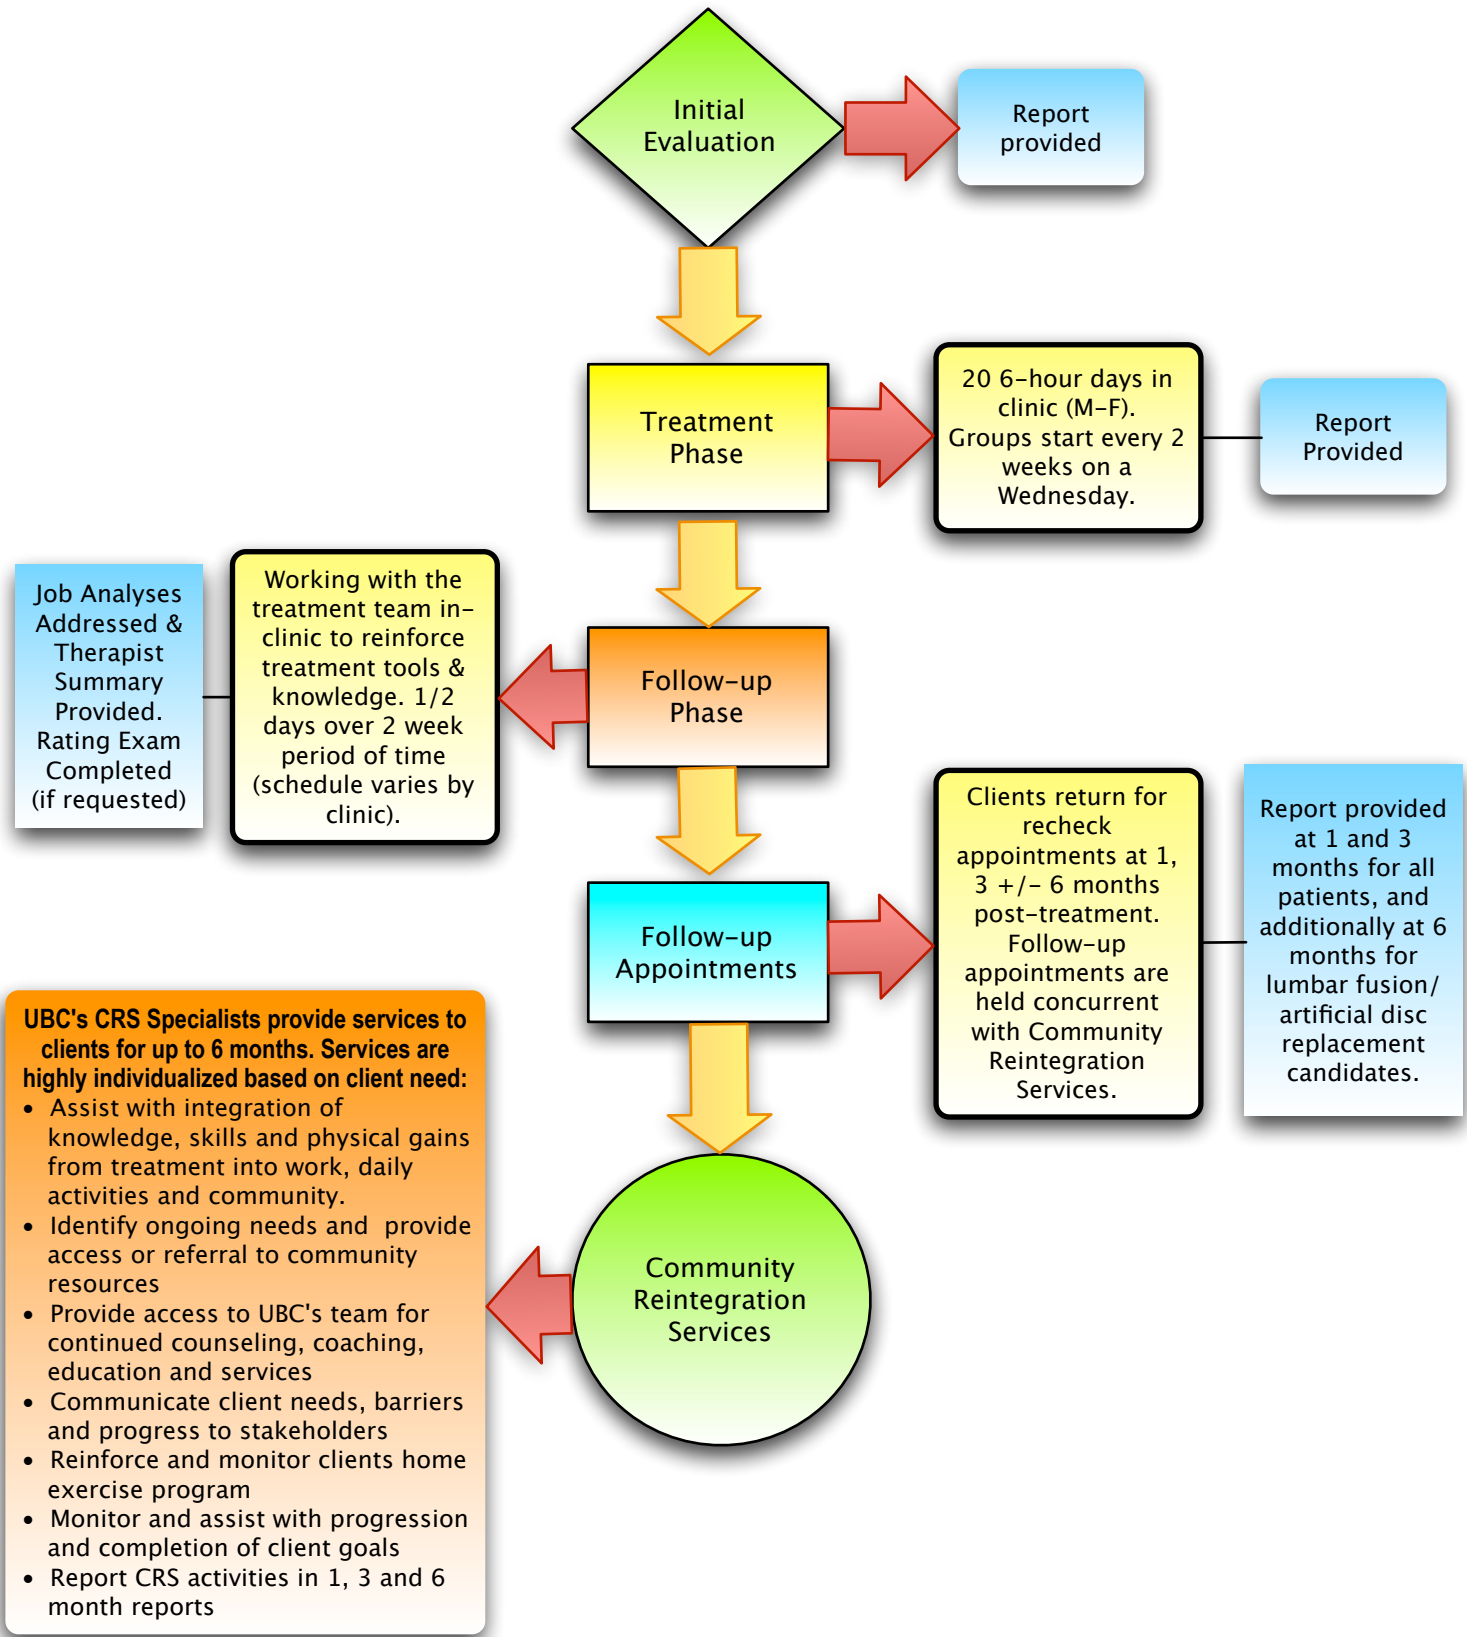 Initial
Evaluation
Report
provided
Treatment
Phase
20 6-hour days in
clinic (M-F).
Groups start every 2
weeks on a
Wednesday.
Report
Provided
Job Analyses
Addressed &
Therapist
Summary
Provided.
Rating Exam
Completed
(if requested)
Working with the
treatment team in-
clinic to reinforce
treatment tools &
knowledge. 1/2
days over 2 week
period of time
(schedule varies by
clinic).
Follow-up
Phase
Follow-up
Appointments
Clients return for
recheck
appointments at 1,
3 +/- 6 months
post-treatment.
Follow-up
appointments are
held concurrent
with Community
Reintegration
Services.
Report provided
at 1 and 3
months for all
patients, and
additionally at 6
months for
lumbar fusion/
artificial disc
replacement
candidates.
UBC's CRS Specialists provide services to
clients for up to 6 months. Services are
highly individualized based on client need:
• Assist with integration of
knowledge, skills and physical gains
from treatment into work, daily
activities and community.
• Identify ongoing needs and provide
access or referral to community
resources
• Provide access to UBC's team for
continued counseling, coaching,
education and services
• Communicate client needs, barriers
and progress to stakeholders
• Reinforce and monitor clients home
exercise program
• Monitor and assist with progression
and completion of client goals
• Report CRS activities in 1, 3 and 6
month reports
Community
Reintegration
Services